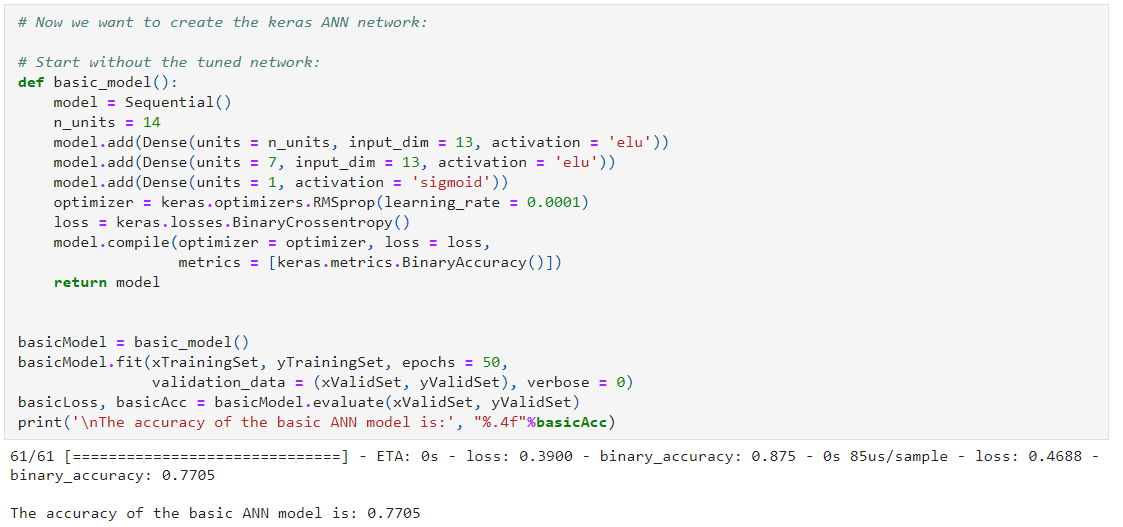 # Now we want to create the keras ANN network:

# Start without the tuned network:
def basic_model():
    model = Sequential()
    n_units = 14
    model.add(Dense(units = n_units, input_dim = 13, activation = 'elu'))
    model.add(Dense(units = 7, input_dim = 13, activation = 'elu'))
    model.add(Dense(units = 1, activation = 'sigmoid'))
    optimizer = keras.optimizers.RMSprop(learning_rate = 0.0001)
    loss = keras.losses.BinaryCrossentropy()
    model.compile(optimizer = optimizer, loss = loss,
                  metrics = [keras.metrics.BinaryAccuracy()])
    return model


basicModel = basic_model()
basicModel.fit(xTrainingSet, yTrainingSet, epochs = 50,
               validation_data = (xValidSet, yValidSet), verbose = 0)
basicLoss, basicAcc = basicModel.evaluate(xValidSet, yValidSet)
print('\nThe accuracy of the basic ANN model is:', "%.4f"%basicAcc)
61/61 [==============================] - ETA: 0s - loss: 0.3900 - binary_accuracy: 0.875 - 0s 85us/sample - loss: 0.4688 -
binary_accuracy: 0.7705

The accuracy of the basic ANN model is: 0.7705